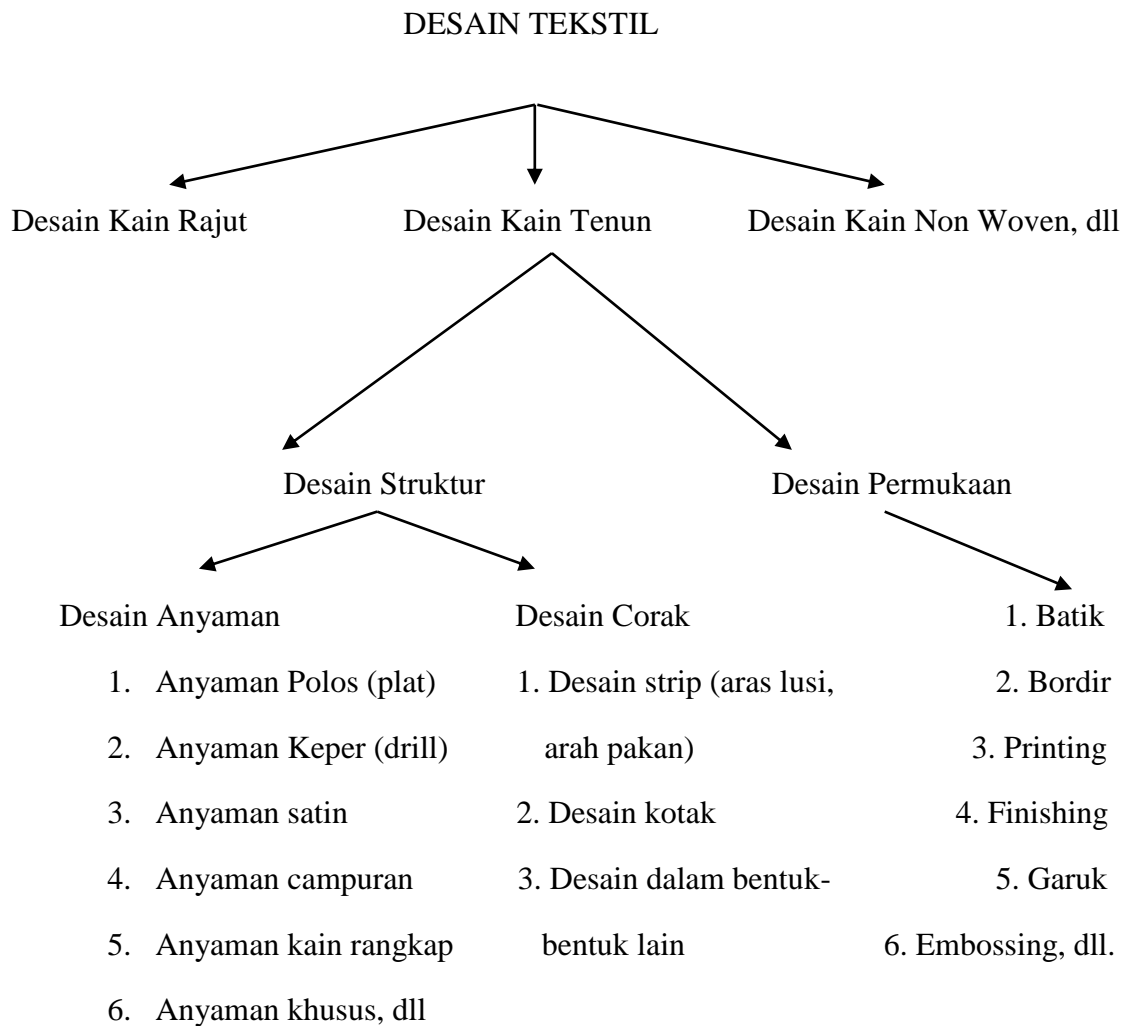 DESAIN TEKSTIL
Desain Kain Rajut
Desain Kain Tenun
Desain Kain Non Woven, dll
Desain Struktur
Desain Permukaan
Desain Anyaman
1. Anyaman Polos (plat)
2. Anyaman Keper (drill)
3. Anyaman satin
4. Anyaman campuran
5. Anyaman kain rangkap
6. Anyaman khusus, dll
Desain Corak
1. Desain strip (aras lusi,
arah pakan)
2. Desain kotak
3. Desain dalam bentuk-
bentuk lain
1. Batik
2. Bordir
3. Printing
4. Finishing
5. Garuk
6. Embossing, dll.